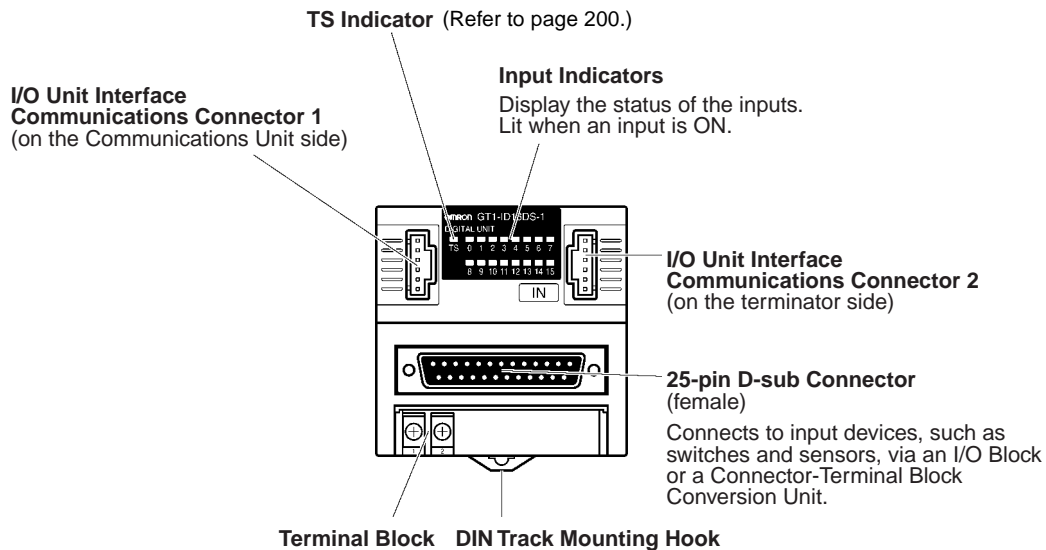 TS Indicator (Refer to page 200.)
Input Indicators
Display the status of the inputs.
Lit when an input is ON.
I/O Unit Interface
Communications Connector 1
(on the Communications Unit side)
OMRON GT1-ID16DS-1
DIGITAL UNIT
TS 0 1 2 3 4 5 6 7
8 9 10 11 12 13 14 15
IN
I/O Unit Interface
Communications Connector 2
(on the terminator side)
25-pin D-sub Connector
(female)
Connects to input devices, such as
switches and sensors, via an I/O Block
or a Connector-Terminal Block
Conversion Unit.
1 2
Terminal Block DIN Track Mounting Hook